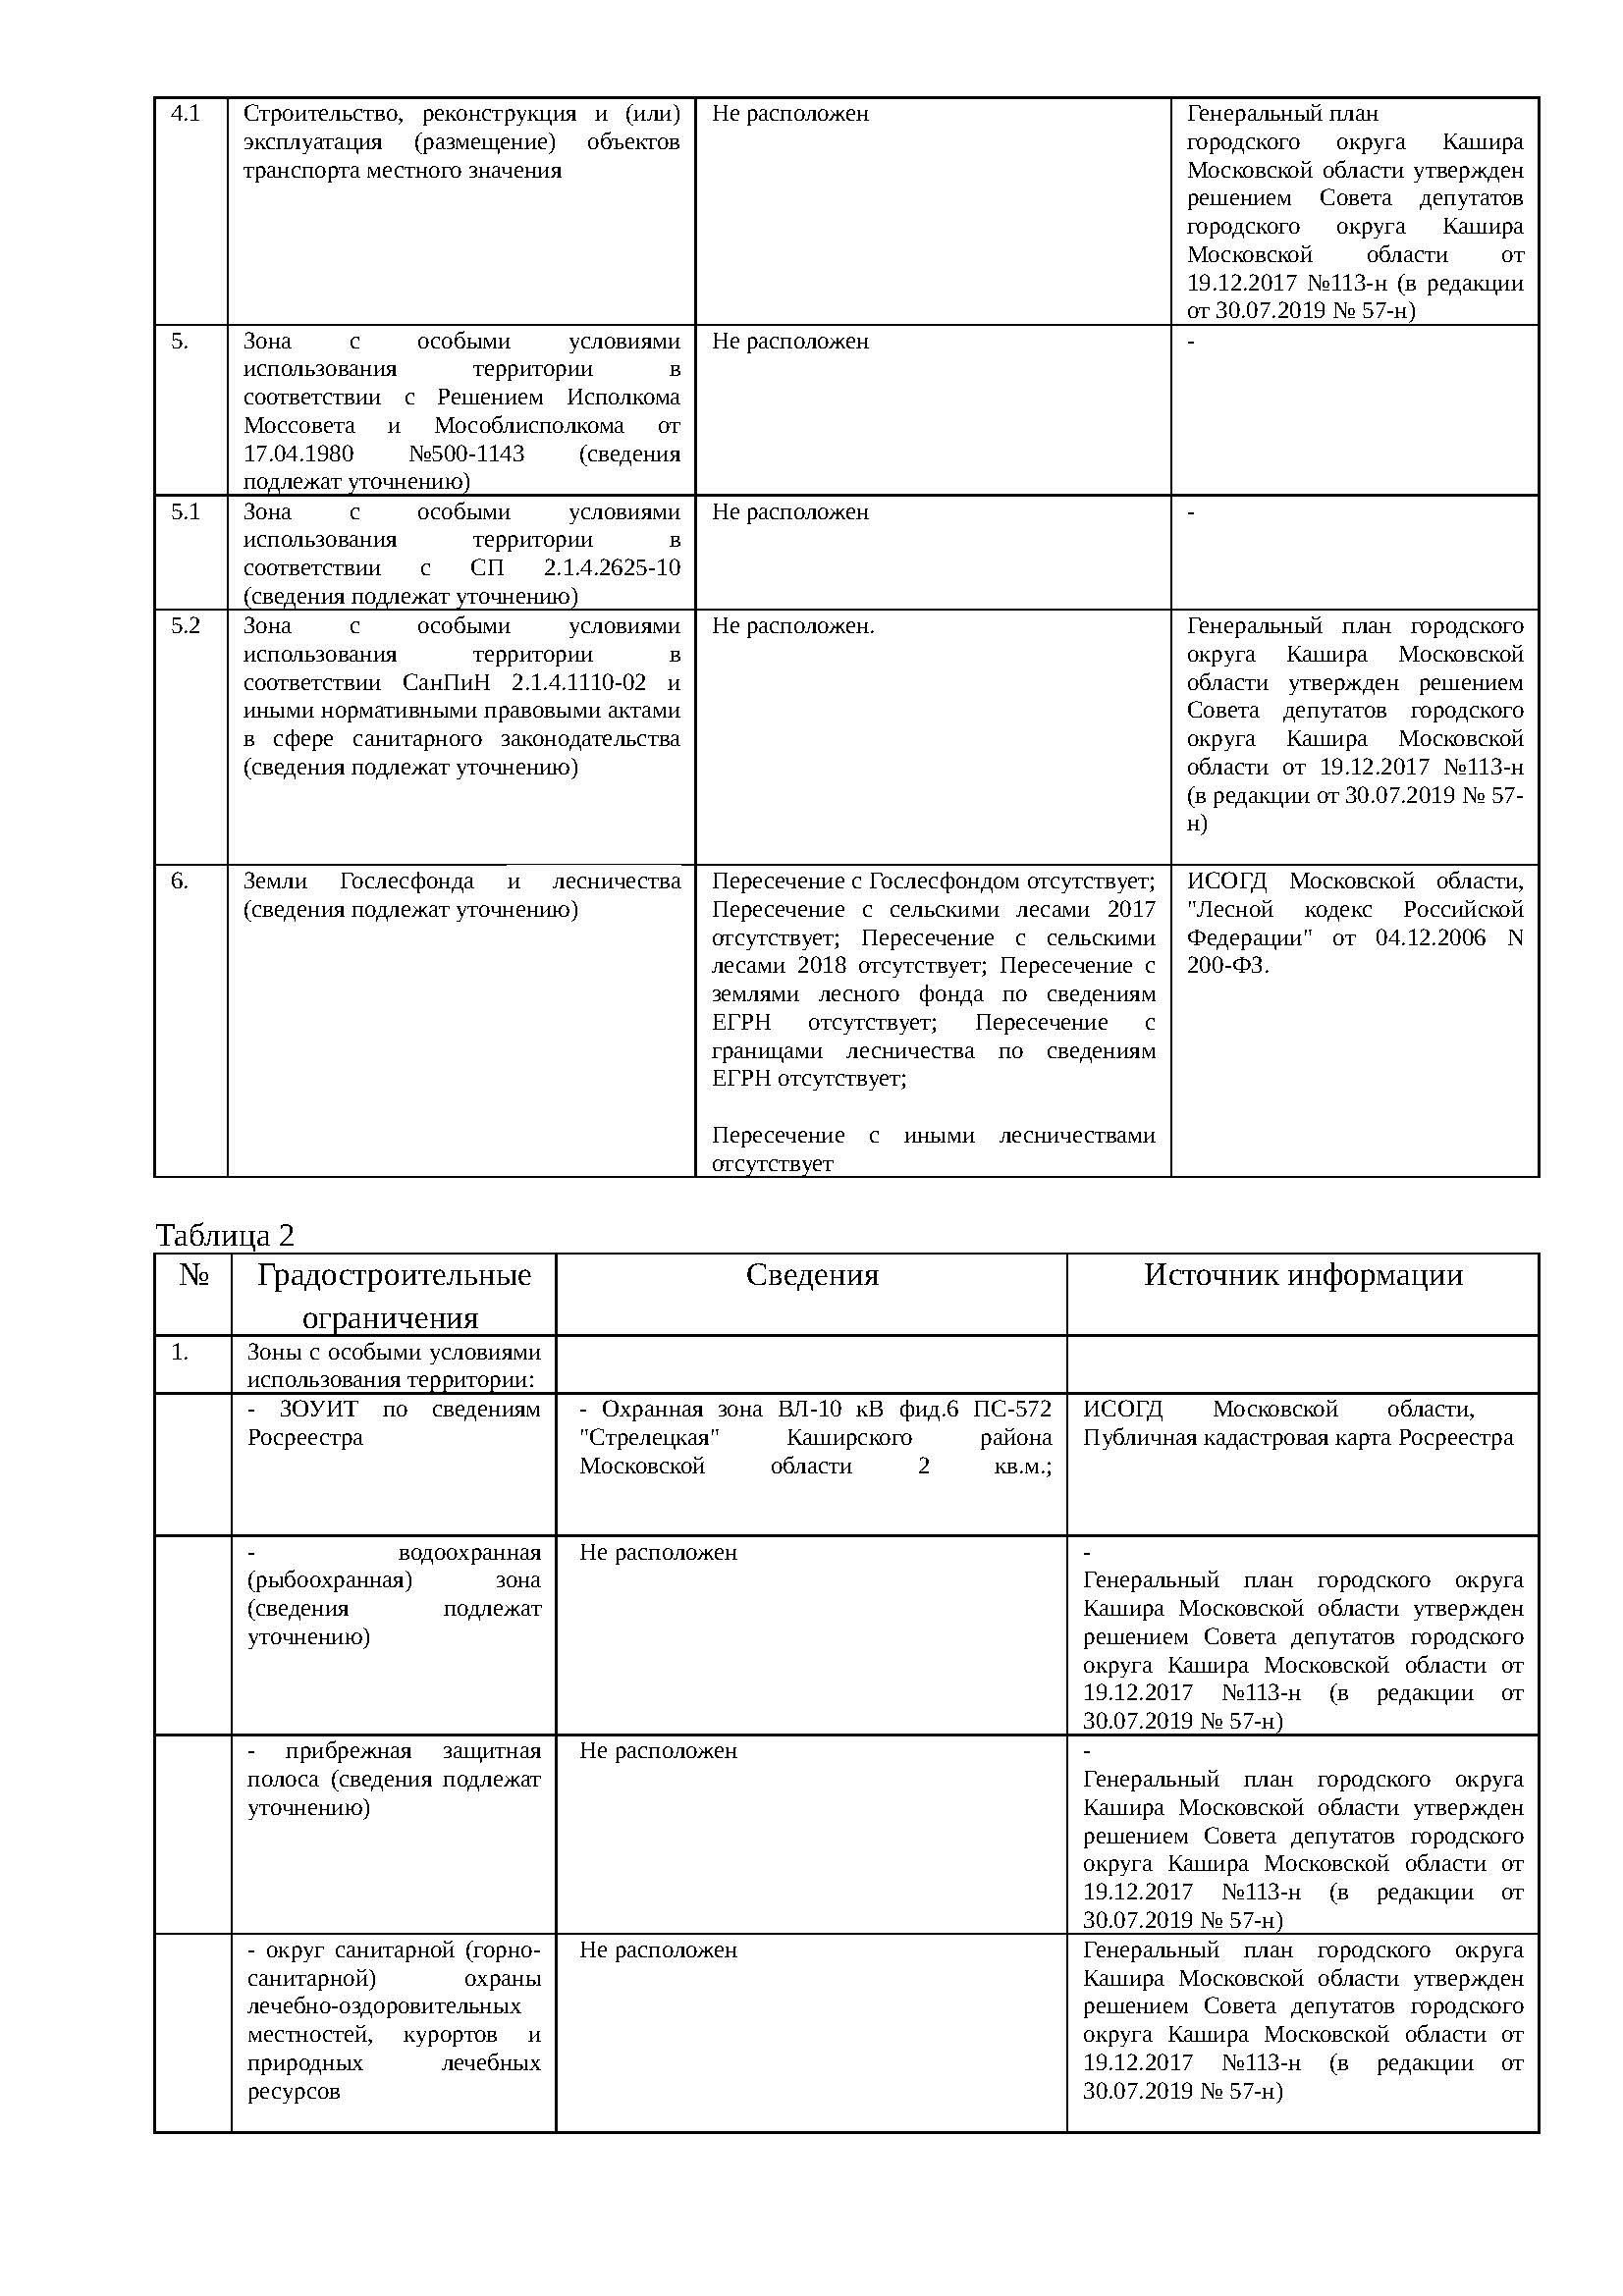 4.1
Строительство, реконструкция и (или)
эксплуатация (размещение) объектов
транспорта местного значения
Не расположен
Генеральный план
городского округа Кашира
Московской области утвержден
решением Совета депутатов
городского округа Кашира
Московской области от
19.12.2017 №113-н (в редакции
от 30.07.2019 № 57-н)
5.
Зона с особыми условиями
использования территории в
соответствии с Решением Исполкома
Моссовета и Мособлисполкома от
17.04.1980 №500-1143 (сведения
подлежат уточнению)
Не расположен
-
5.1
Зона с особыми условиями
использования территории в
соответствии с СП 2.1.4.2625-10
(сведения подлежат уточнению)
Не расположен
-
5.2
Зона с особыми условиями
использования территории в
соответствии СанПиН 2.1.4.1110-02 и
иными нормативными правовыми актами
в сфере санитарного законодательства
(сведения подлежат уточнению)
Не расположен.
Генеральный план городского
округа Кашира Московской
области утвержден решением
Совета депутатов городского
округа Кашира Московской
области от 19.12.2017 №113-н
(в редакции от 30.07.2019 № 57-
н)
6.
Земли Гослесфонда и лесничества
(сведения подлежат уточнению)
Пересечение с Гослесфондом отсутствует;
Пересечение с сельскими лесами 2017
отсутствует; Пересечение с сельскими
лесами 2018 отсутствует; Пересечение с
землями лесного фонда по сведениям
ЕГРН отсутствует; Пересечение с
границами лесничества по сведениям
ЕГРН отсутствует;
Пересечение с иными лесничествами
отсутствует
ИСОГД Московской области,
"Лесной кодекс Российской
Федерации" от 04.12.2006 N
200-ФЗ.
Таблица 2
№
Градостроительные
ограничения
Сведения
Источник информации
1.
Зоны с особыми условиями
использования территории:
- ЗОУИТ по сведениям
Росреестра
- Охранная зона ВЛ-10 кВ фид.6 ПС-572
"Стрелецкая" Каширского района
Московской области 2 кв.м.;
ИСОГД Московской области,
Публичная кадастровая карта Росреестра
- водоохранная
(рыбоохранная) зона
(сведения подлежат
уточнению)
Не расположен
-
Генеральный план городского округа
Кашира Московской области утвержден
решением Совета депутатов городского
округа Кашира Московской области от
19.12.2017 №113-н (в редакции от
30.07.2019 № 57-н)
- прибрежная защитная
полоса (сведения подлежат
уточнению)
Не расположен
-
Генеральный план городского округа
Кашира Московской области утвержден
решением Совета депутатов городского
округа Кашира Московской области от
19.12.2017 №113-н (в редакции от
30.07.2019 № 57-н)
- округ санитарной (горно-
санитарной) охраны
лечебно-оздоровительных
местностей, курортов и
природных лечебных
ресурсов
Не расположен
Генеральный план городского округа
Кашира Московской области утвержден
решением Совета депутатов городского
округа Кашира Московской области от
19.12.2017 №113-н (в редакции от
30.07.2019 № 57-н)